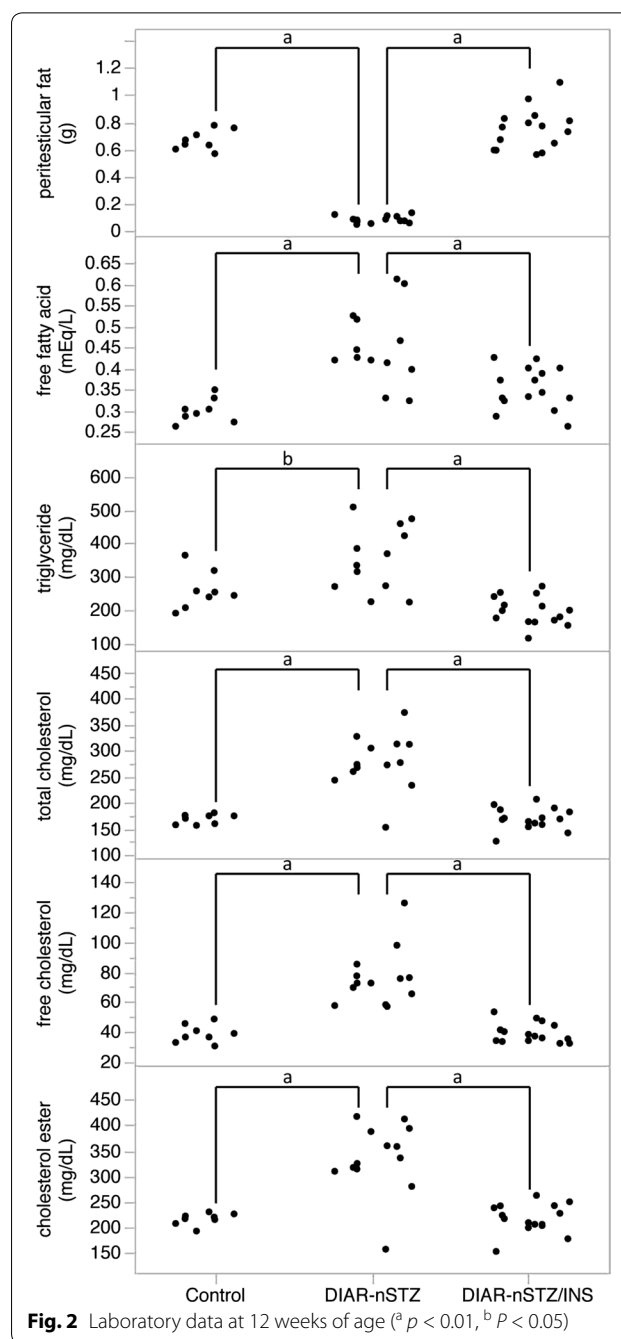 a a
1.2
1
0.8
0.6
0.4
0.2
0
peritesticular fat
(g)
a a
0.65
0.6
0.55
0.5
0.45
0.4
0.35
0.3
0.25
free fatty acid
(mEq/L)
b a
600
500
400
300
200
100
triglyceride
(mg/dL)
a a
450
400
350
300
250
200
150
100
total cholesterol
(mg/dL)
a a
140
120
100
80
60
40
20
free cholesterol
(mg/dL)
a a
450
400
350
300
250
200
150
cholesterol ester
(mg/dL)
Control DIAR-nSTZ DIAR-nSTZ/INS
Fig. 2 Laboratory data at 12 weeks of age (a p < 0.01, b P < 0.05)